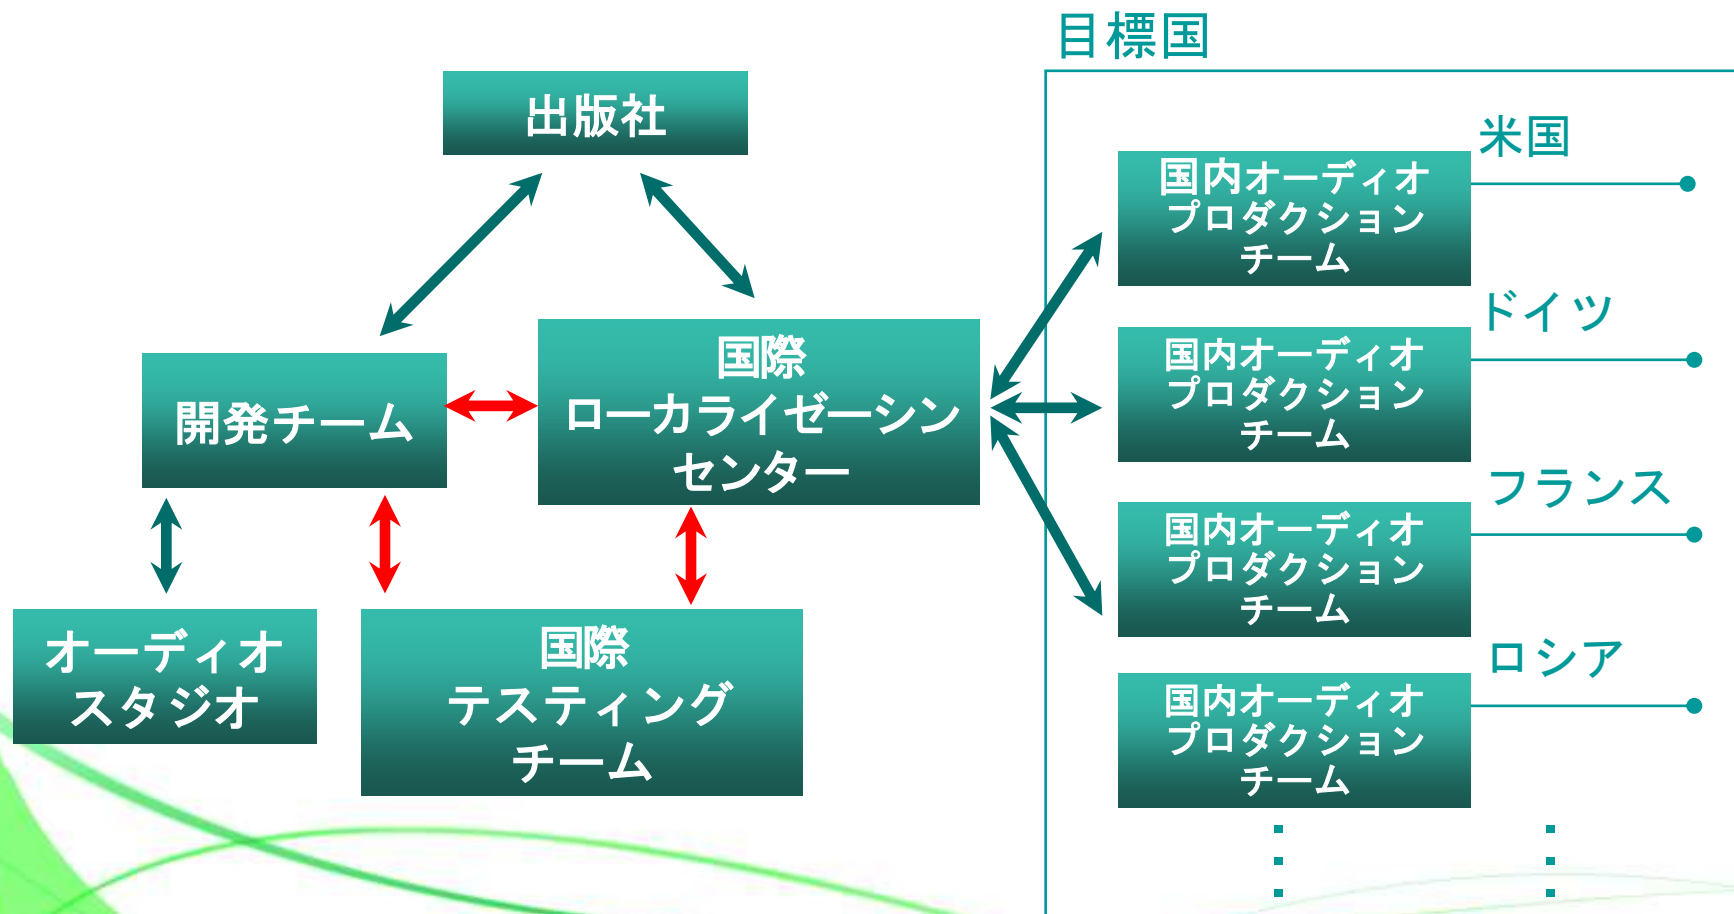 目標国
出版社
開発チーム
国際
ローカライゼーシン
センター
オーディオ
スタジオ
国際
テスティング
チーム
米国
国内オーディオ
プロダクション
チーム
ドイツ
国内オーディオ
プロダクション
チーム
フランス
国内オーディオ
プロダクション
チーム
ロシア
国内オーディオ
プロダクション
チーム